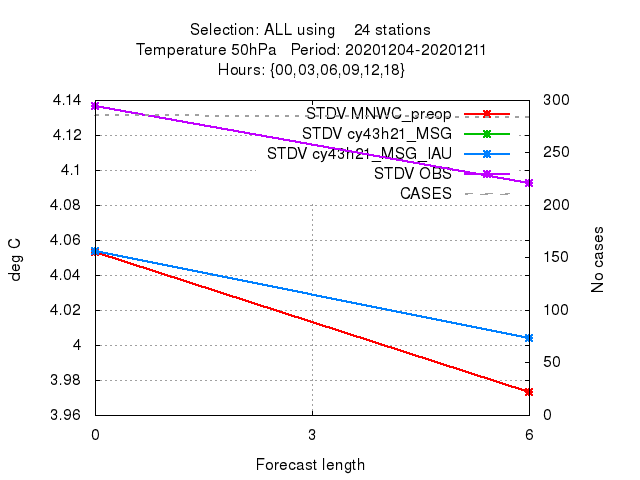 Selection: ALL using 24 stations
Temperature 50hPa Period: 20201204-20201211
Hours: {00,03,06,09,12,18}
4.14
4.12
4.1
4.08
4.06
4.04
4.02
4
3.98
3.96
deg C
STDV MNWC_preop
STDV cy43h21_MSG
STDV cy43h21_MSG_IAU
STDV OBS
CASES
300
250
200
150
100
50
0
No cases
0 3 6
Forecast length